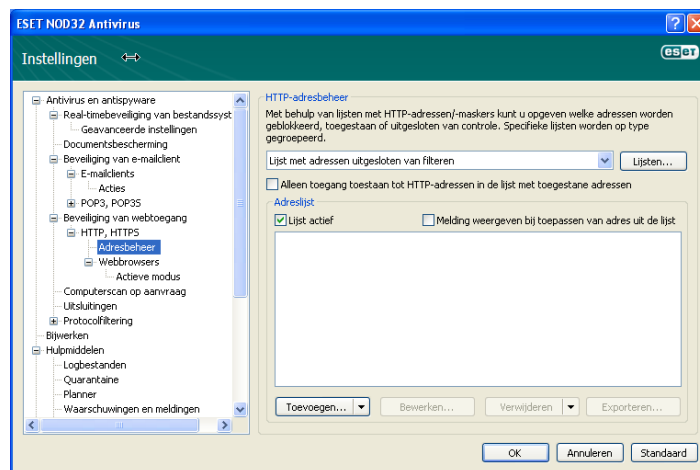 ESET NOD32 Antivirus
Instellingen
eset
Antivirus en antispyware
Real-timebeveiliging van bestandssyst
Geavanceerde instellingen
Documentsbescherming
Beveiliging van e-mailclient
E-mailclients
Acties
POP3, POP3S
Beveiliging van webtoegang
HTTP, HTTPS
Adresbeheer
Webbrowsers
Actieve modus
Computerscan op aanvraag
Uitsluitingen
Protocolfiltering
Bijwerken
Hulpmiddelen
Logbestanden
Quarantaine
Planner
Waarschuwingen en meldingen
HTTP-adresbeheer
Met behulp van lijsten met HTTP-adressen/-maskers kunt u opgeven welke adressen worden
geblokkeerd, toegestaan of uitgesloten van controle. Specifieke lijsten worden op type
gegroepeerd.
Lijst met adressen uitgesloten van filteren
Lijsten...
Alleen toegang toestaan tot HTTP-adressen in de lijst met toegestane adressen
Adreslijst
Lijst actief
Melding weergeven bij toepassen van adres uit de lijst
Toevoegen...
Bewerken...
Verwijderen
Exporteren...
OK
Annuleren
Standaard